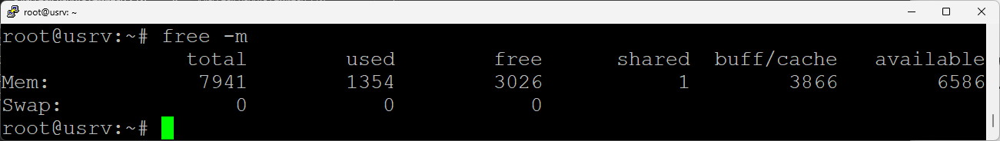 root@usrv: ~
root@usrv:~# free -m
total used free shared buff/cache available
Mem: 7941 1354 3026 1 3866 6586
Swap: 0 0 0
root@usrv:~#